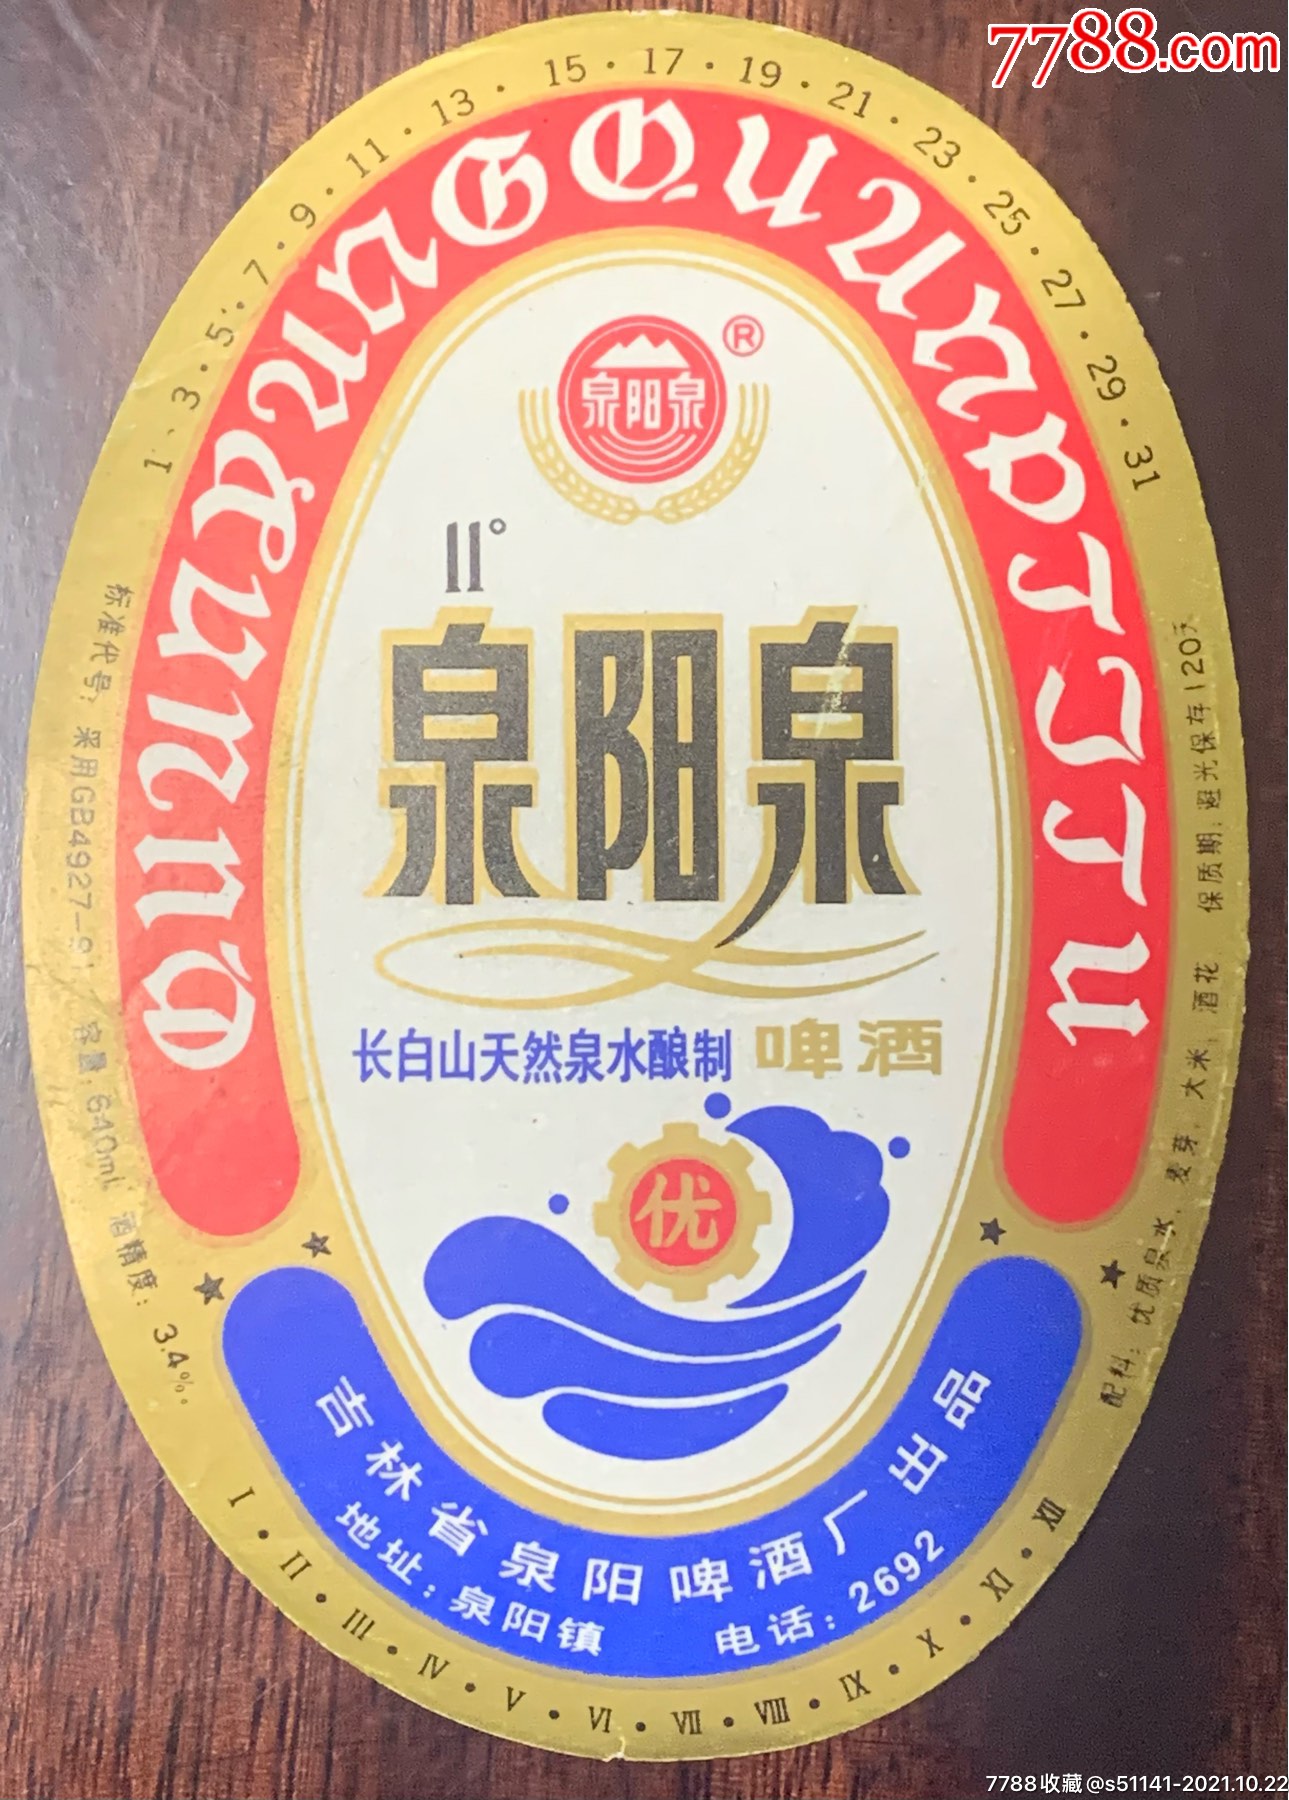 7788.com
1·3·5·7·9·11·13·15·17·19·21·23·25·27·29·31
QUANYANGQUANPIJIU
泉阳泉
®
11°
泉阳泉
长白山天然泉水酿制 啤酒
优
吉林省泉阳啤酒厂出品
地址:泉阳镇 电话:2692
标准代号:采用GB4927-91 容量:640ml 酒精度:3.4%.
配料:优质泉水,麦芽,大米,酒花 保质期:避光保存120天
I·II·III·IV·V·VI·VII·VIII·IX·X·XI·XII
7788收藏@s51141-2021.10.22